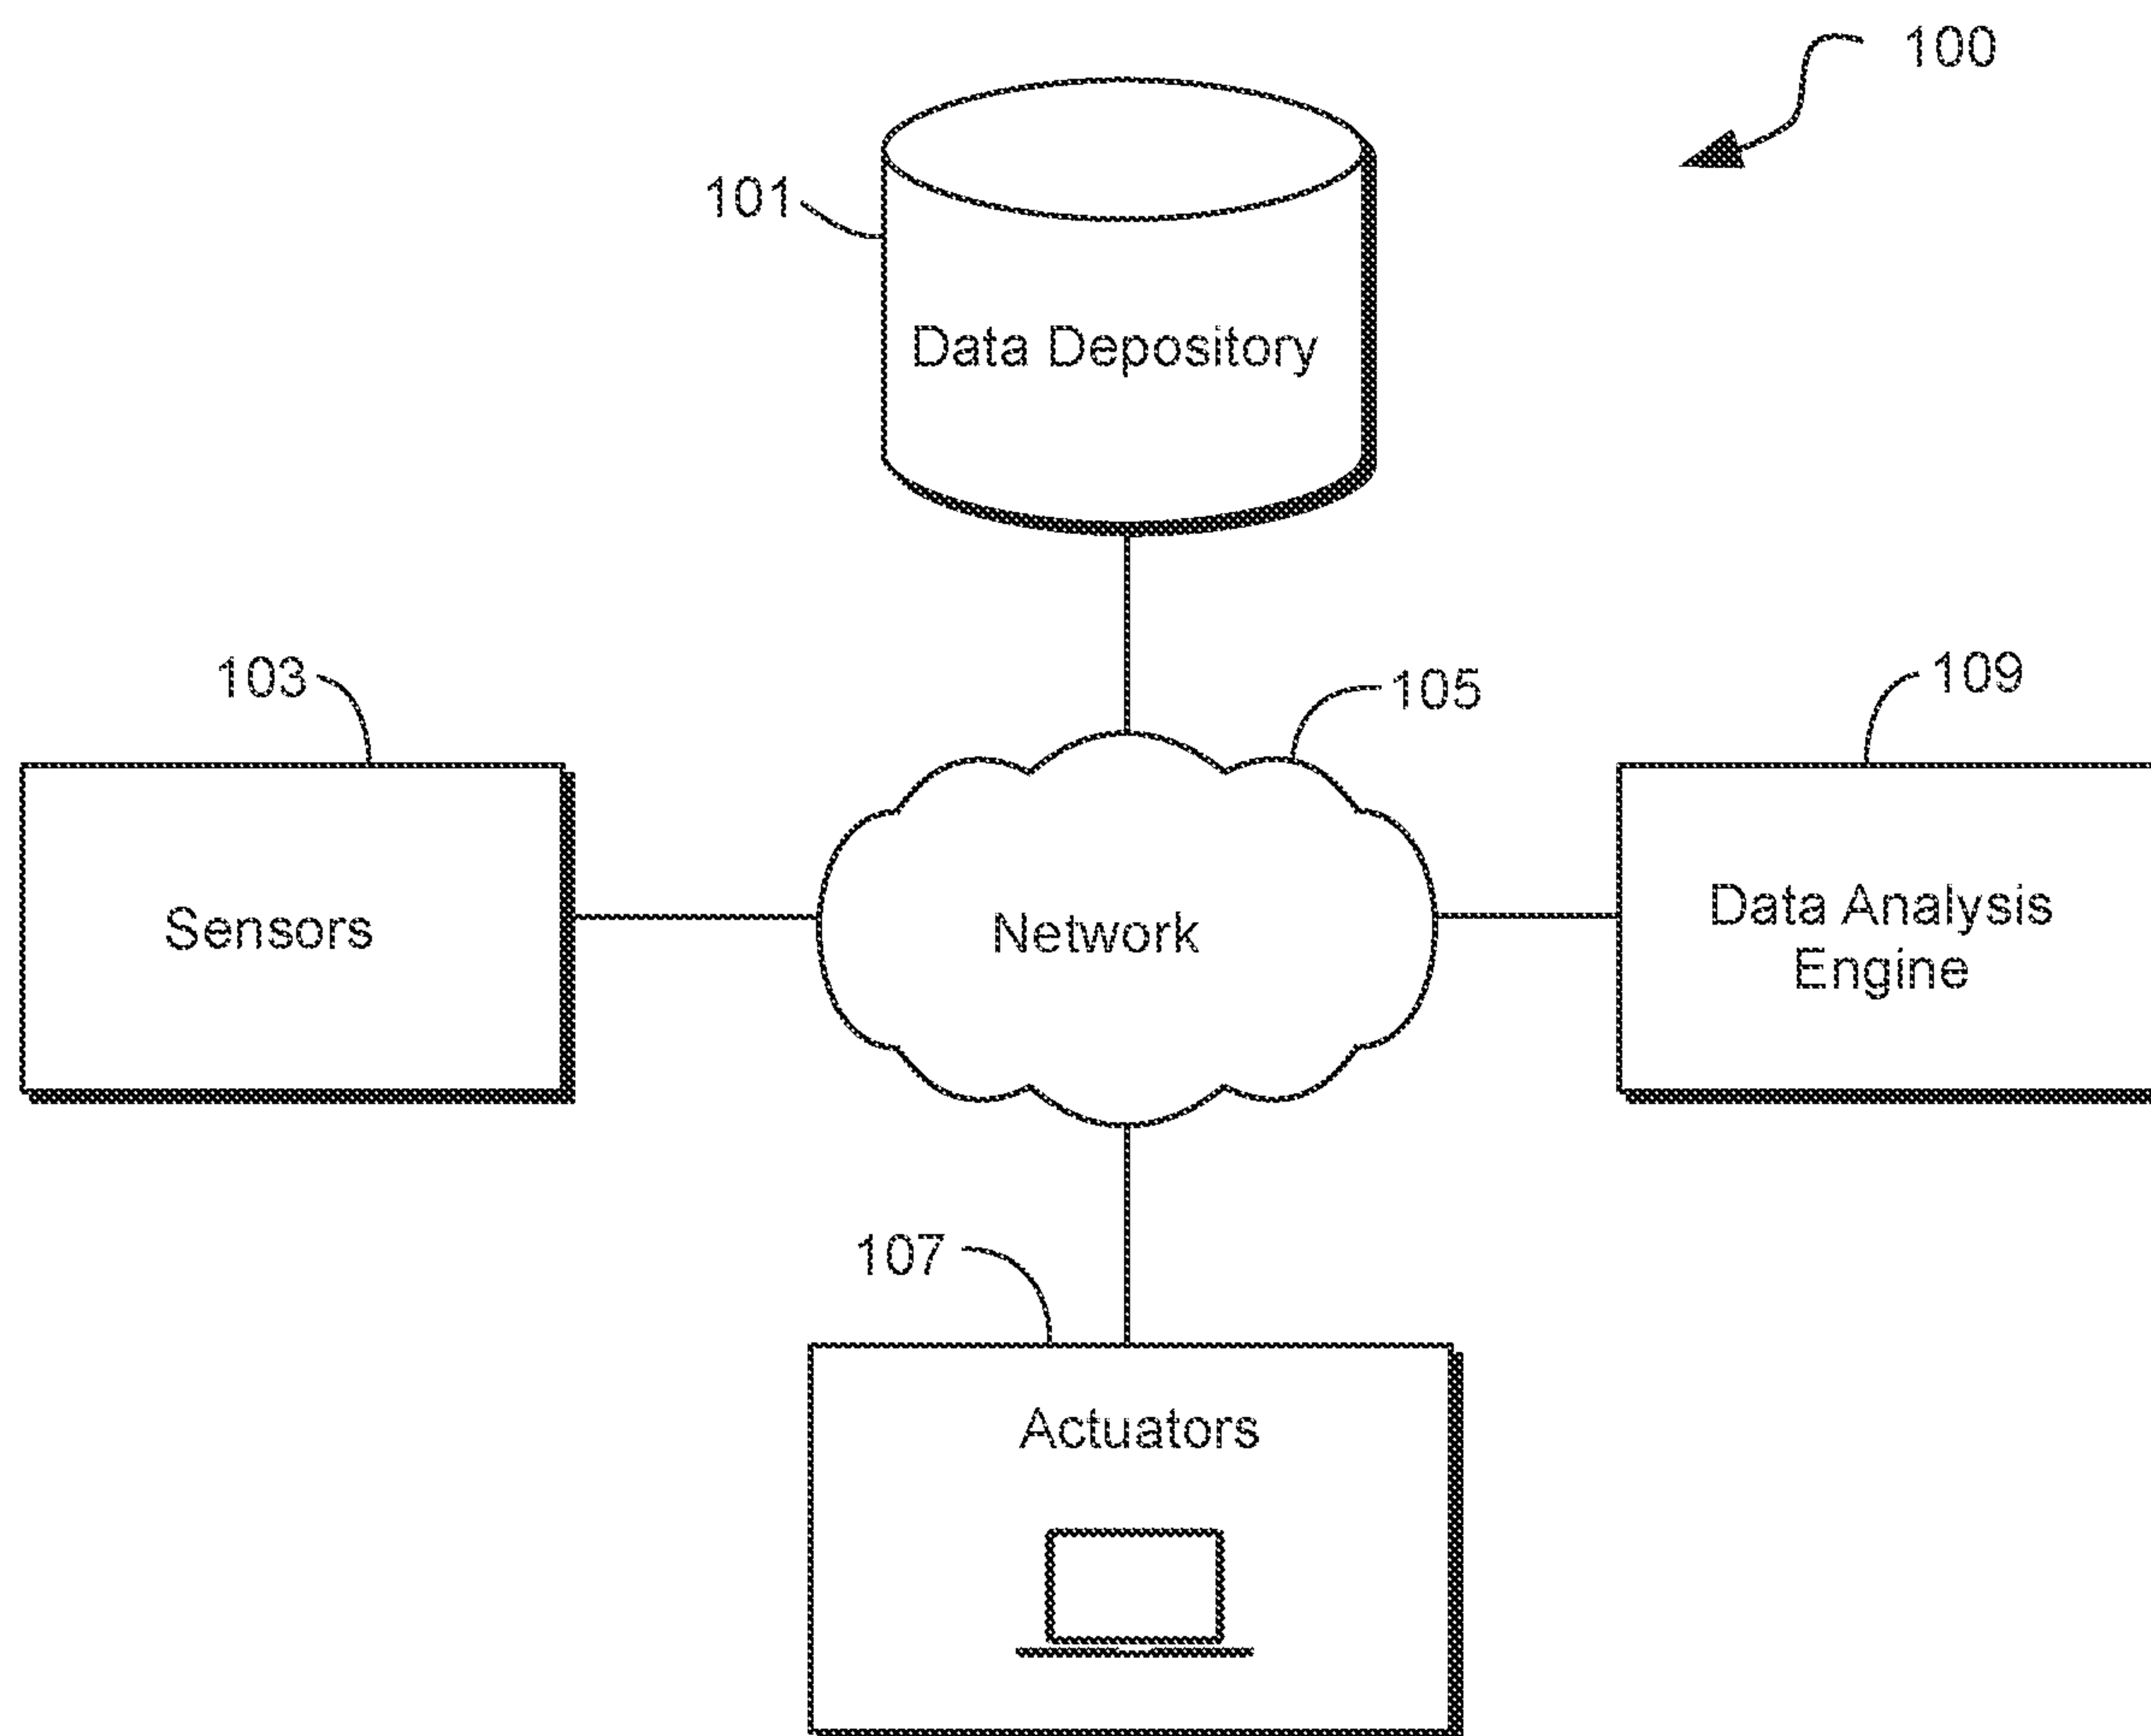 100
101
Data Depository
103
105
109
Sensors
Network
Data Analysis
Engine
107
Actuators